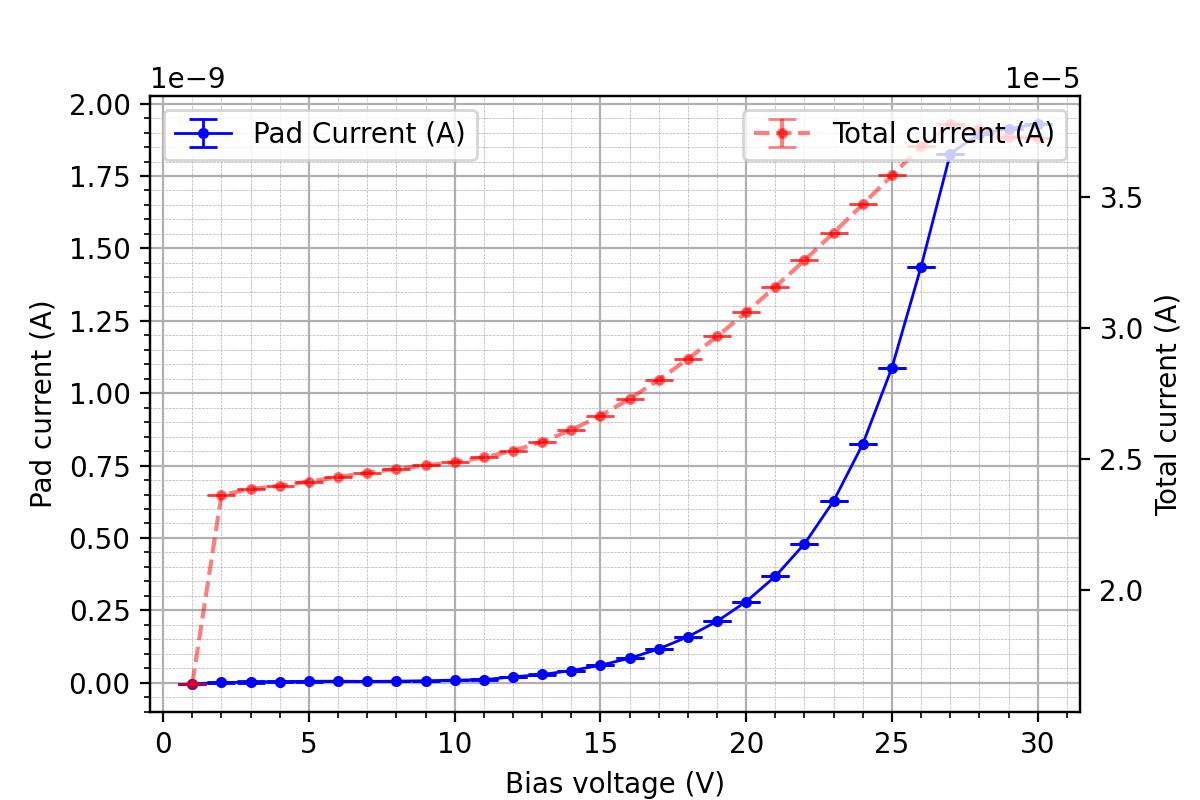 1e−9
1e−5
Pad Current (A)
Total current (A)
2.00
1.75
1.50
1.25
1.00
0.75
0.50
0.25
0.00
Pad current (A)
3.5
3.0
2.5
2.0
Total current (A)
0 5 10 15 20 25 30
Bias voltage (V)